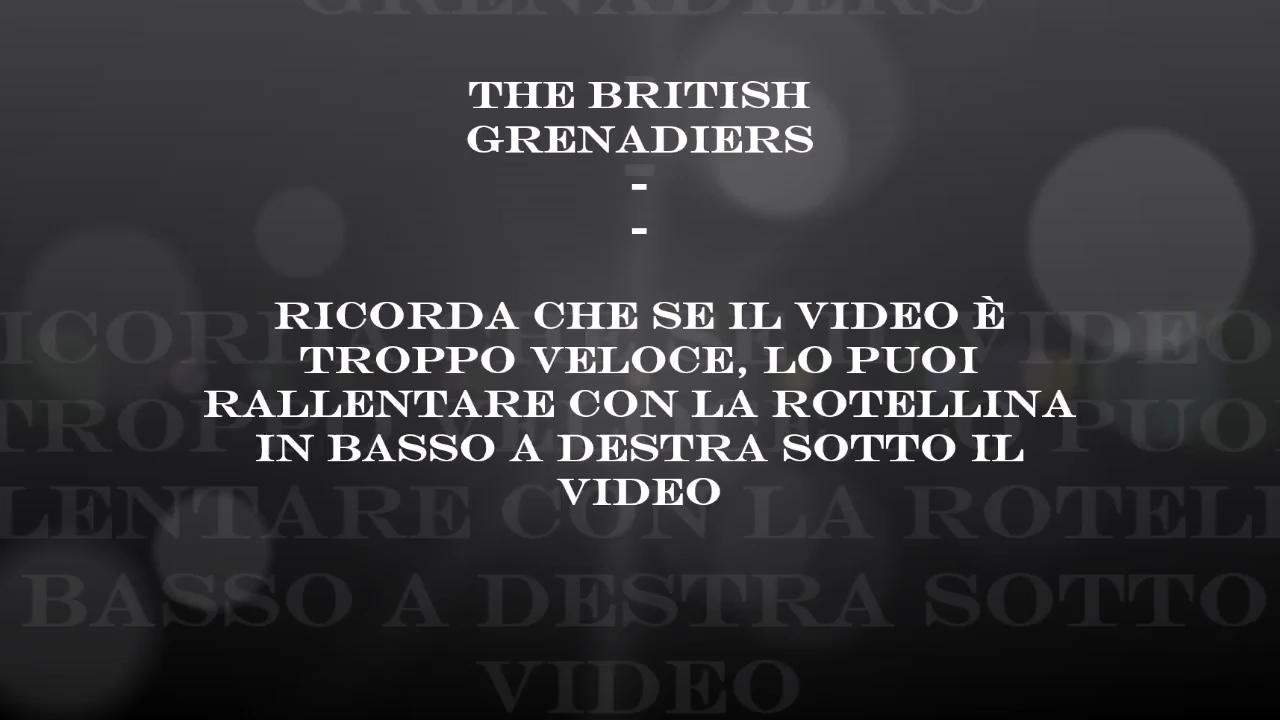 THE BRITISH
GRENADIERS
-
-
RICORDA CHE SE IL VIDEO È
TROPPO VELOCE, LO PUOI
RALLENTARE CON LA ROTELLINA
IN BASSO A DESTRA SOTTO IL
VIDEO